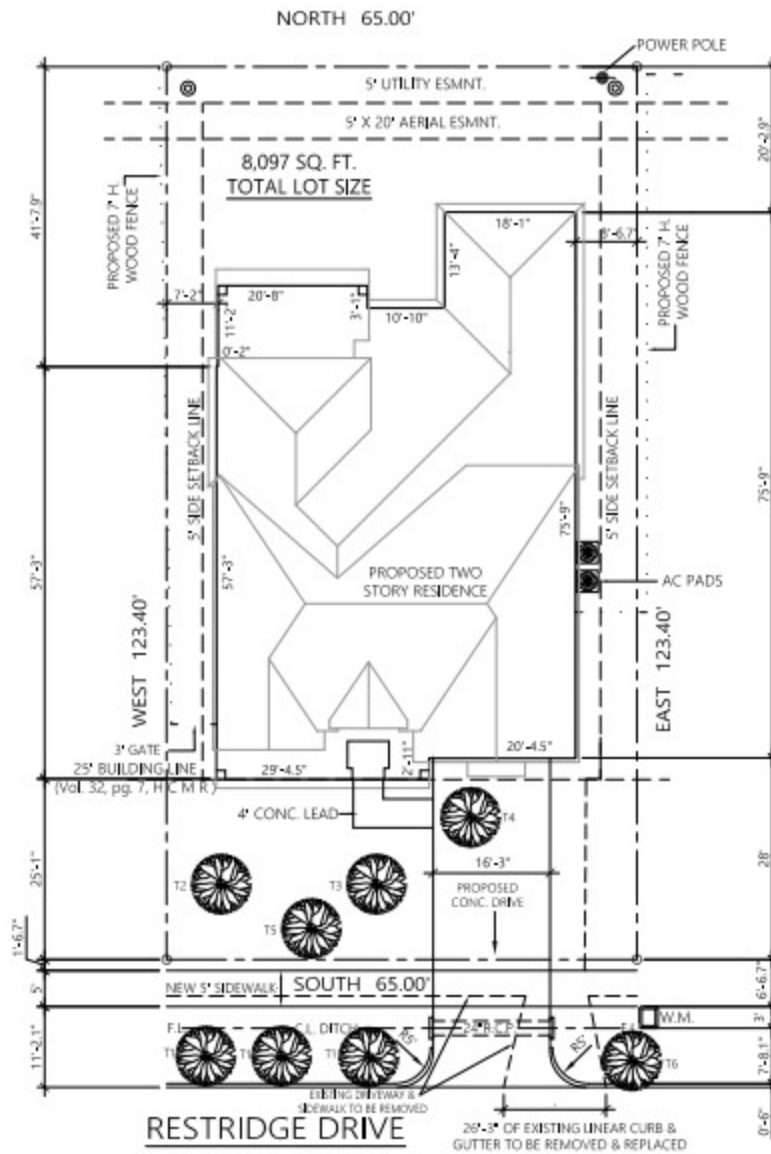 NORTH 65.00'
POWER POLE
5' UTILITY ESMNT.
5' X 20' AERIAL ESMNT.
20'-2.9"
8,097 SQ. FT.
TOTAL LOT SIZE
41'-7.9"
PROPOSED 7' H.
WOOD FENCE
18'-1"
8'-6.7"
13'-4"
PROPOSED 7' H.
WOOD FENCE
7'-2"
20'-8"
3'-1"
11'-2"
10'-10"
0'-2"
5' SIDE SETBACK LINE
5' SIDE SETBACK LINE
75'-9"
75'-9"
57'-3"
57'-3"
PROPOSED TWO
STORY RESIDENCE
AC PADS
WEST 123.40'
EAST 123.40'
3' GATE
25' BUILDING LINE
(Vol. 32, pg. 7, H C M R )
29'-4.5"
2'-11"
20'-4.5"
4' CONC. LEAD
T4
25'-1"
28'
16'-3"
T2
T3
PROPOSED
CONC. DRIVE
T5
1'-6.7"
NEW 5' SIDEWALK
SOUTH 65.00'
5'
6'-6.7"
W.M.
3'
F.L
C.L. DITCH
24" R.C.P
11'-2.1"
R5'
R5'
T6
7'-8.1"
EXISTING DRIVEWAY &
SIDEWALK TO BE REMOVED
RESTRIDGE DRIVE
26'-3" OF EXISTING LINEAR CURB &
GUTTER TO BE REMOVED & REPLACED
0'-6"